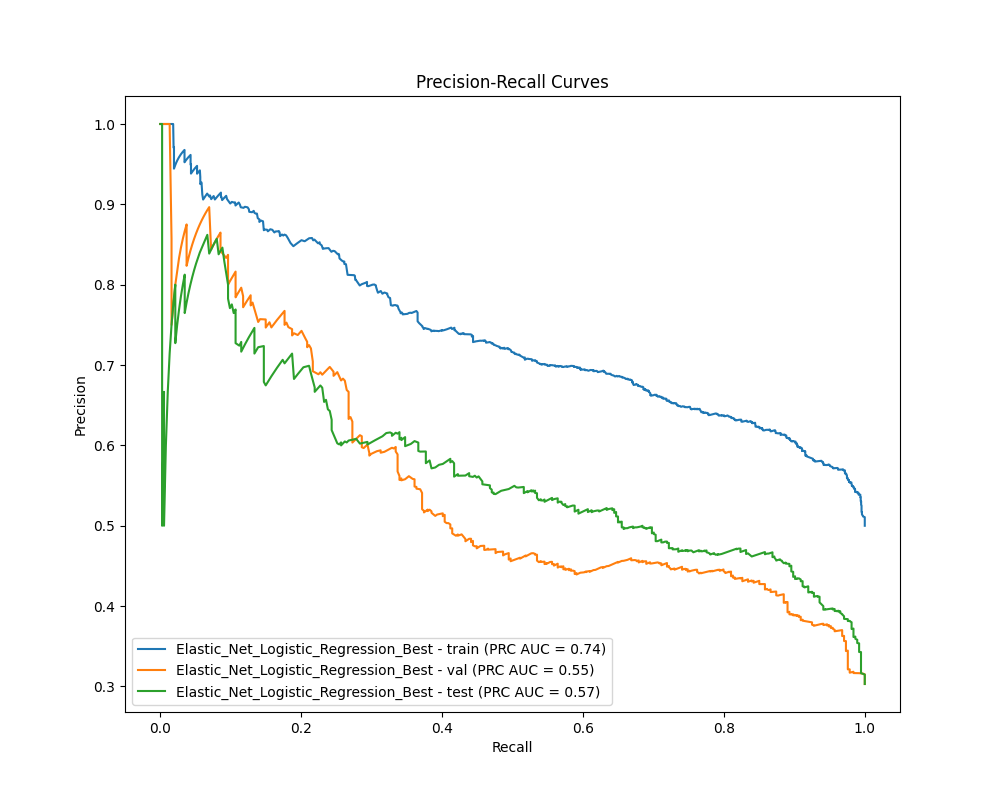 Precision-Recall Curves
1.0
0.9
0.8
0.7
0.6
0.5
0.4
0.3
Precision
Elastic_Net_Logistic_Regression_Best - train (PRC AUC = 0.74)
Elastic_Net_Logistic_Regression_Best - val (PRC AUC = 0.55)
Elastic_Net_Logistic_Regression_Best - test (PRC AUC = 0.57)
0.0 0.2 0.4 0.6 0.8 1.0
Recall